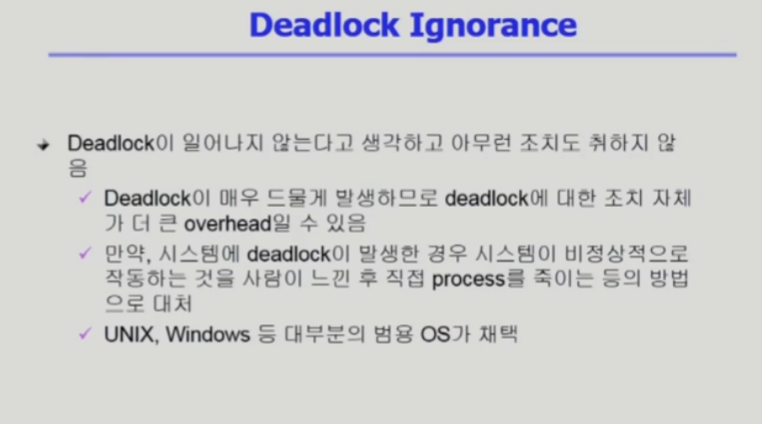 Deadlock Ignorance
Deadlock이 일어나지 않는다고 생각하고 아무런 조치도 취하지 않
음
Deadlock이 매우 드물게 발생하므로 deadlock에 대한 조치 자체
가 더 큰 overhead일 수 있음
만약, 시스템에 deadlock이 발생한 경우 시스템이 비정상적으로
작동하는 것을 사람이 느낀 후 직접 process를 죽이는 등의 방법
으로 대처
UNIX, Windows 등 대부분의 범용 OS가 채택